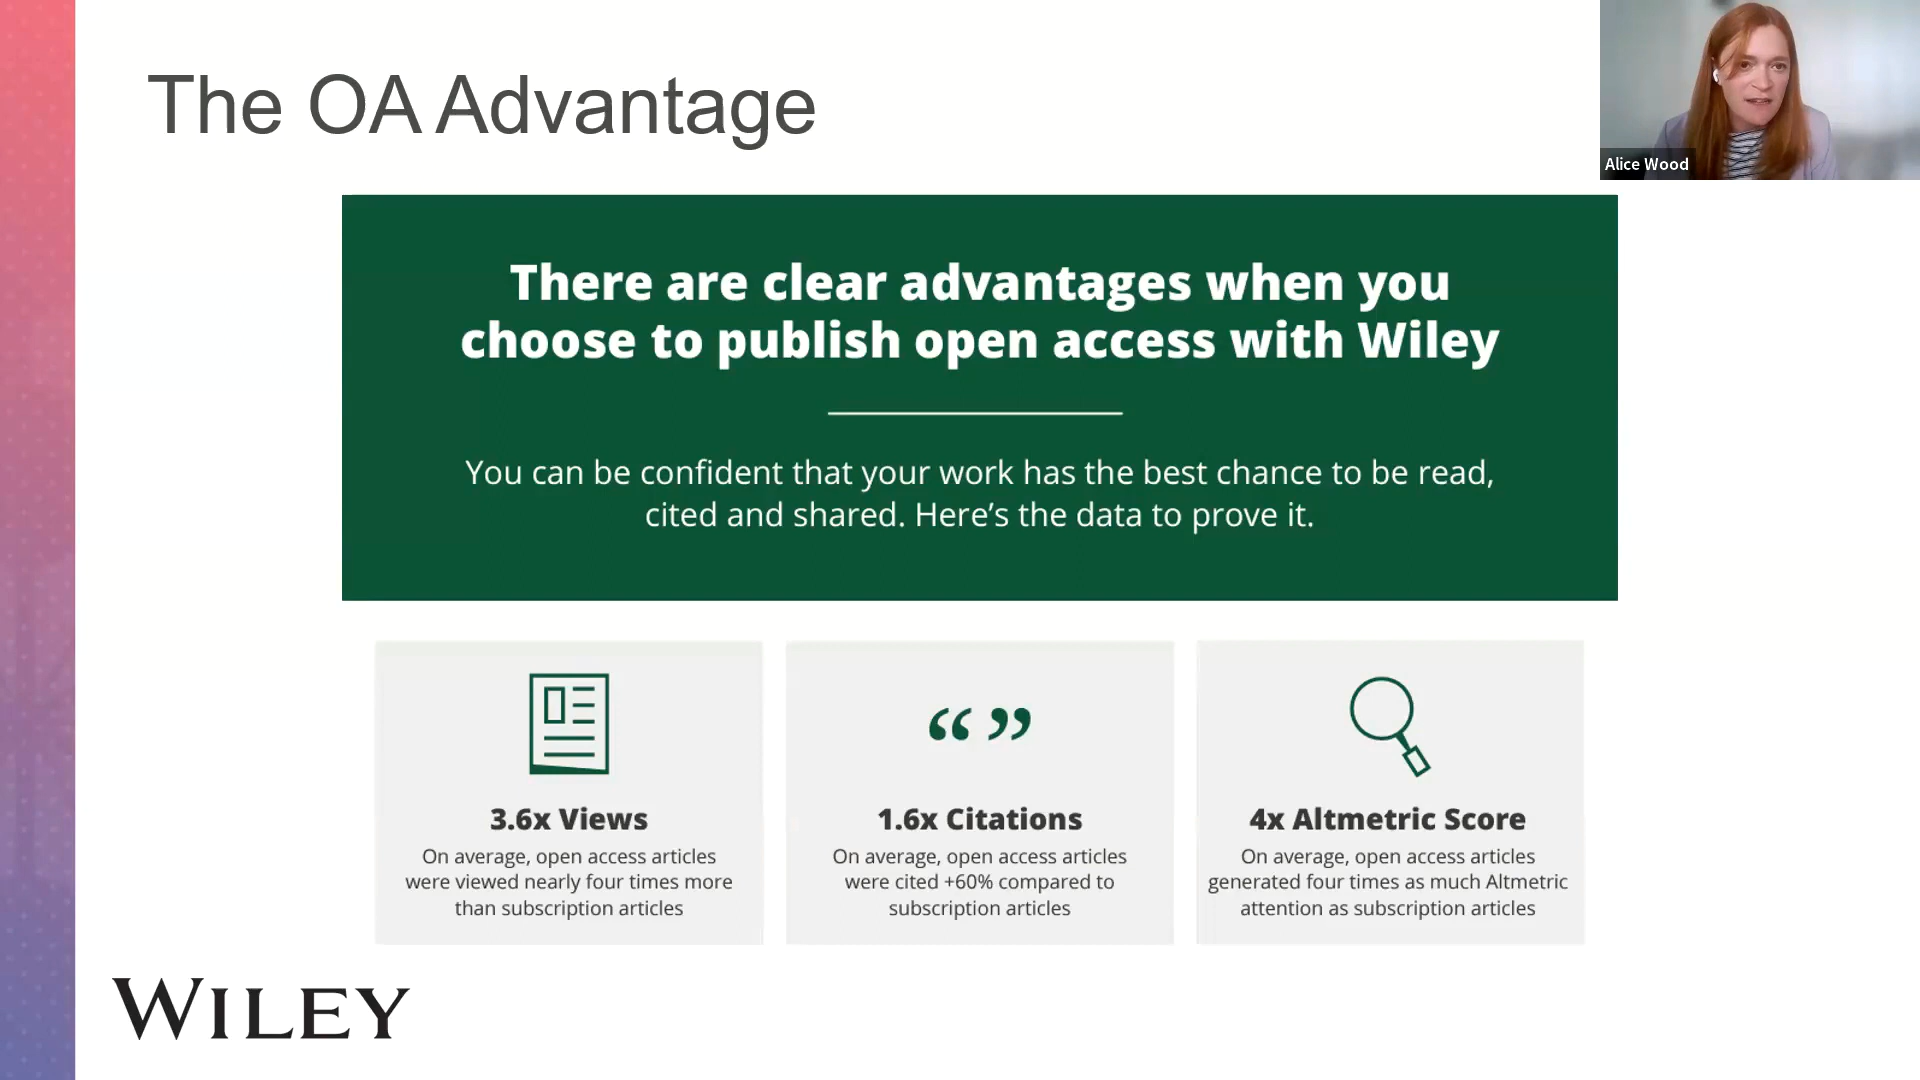 The OA Advantage
Alice Wood
There are clear advantages when you
choose to publish open access with Wiley
You can be confident that your work has the best chance to be read,
cited and shared. Here’s the data to prove it.
“ ”
3.6x Views
On average, open access articles
were viewed nearly four times more
than subscription articles
1.6x Citations
On average, open access articles
were cited +60% compared to
subscription articles
4x Altmetric Score
On average, open access articles
generated four times as much Altmetric
attention as subscription articles
WILEY